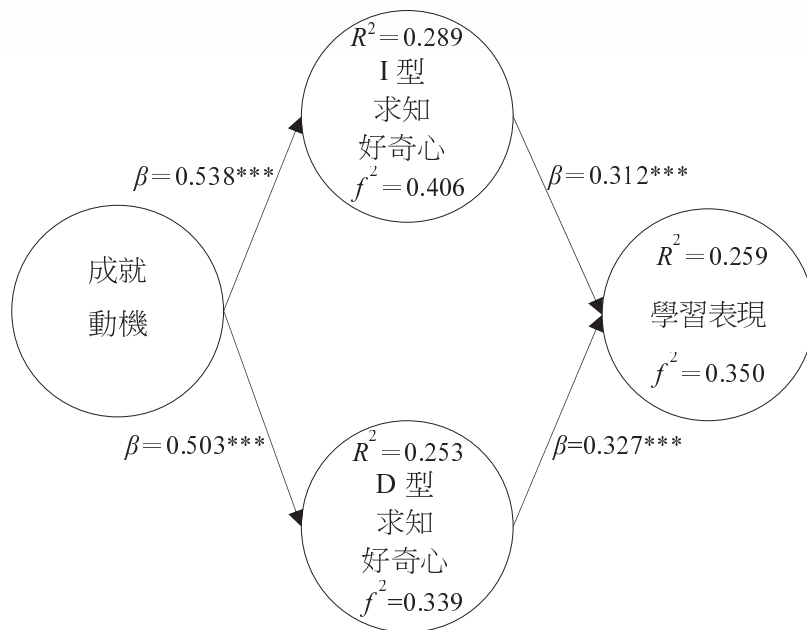 R²＝0.289
I 型
求知
好奇心
f²＝0.406
β＝0.538***
β＝0.312***
成就
動機
R²＝0.259
學習表現
f²＝0.350
β＝0.503***
β=0.327***
R²＝0.253
D 型
求知
好奇心
f²=0.339